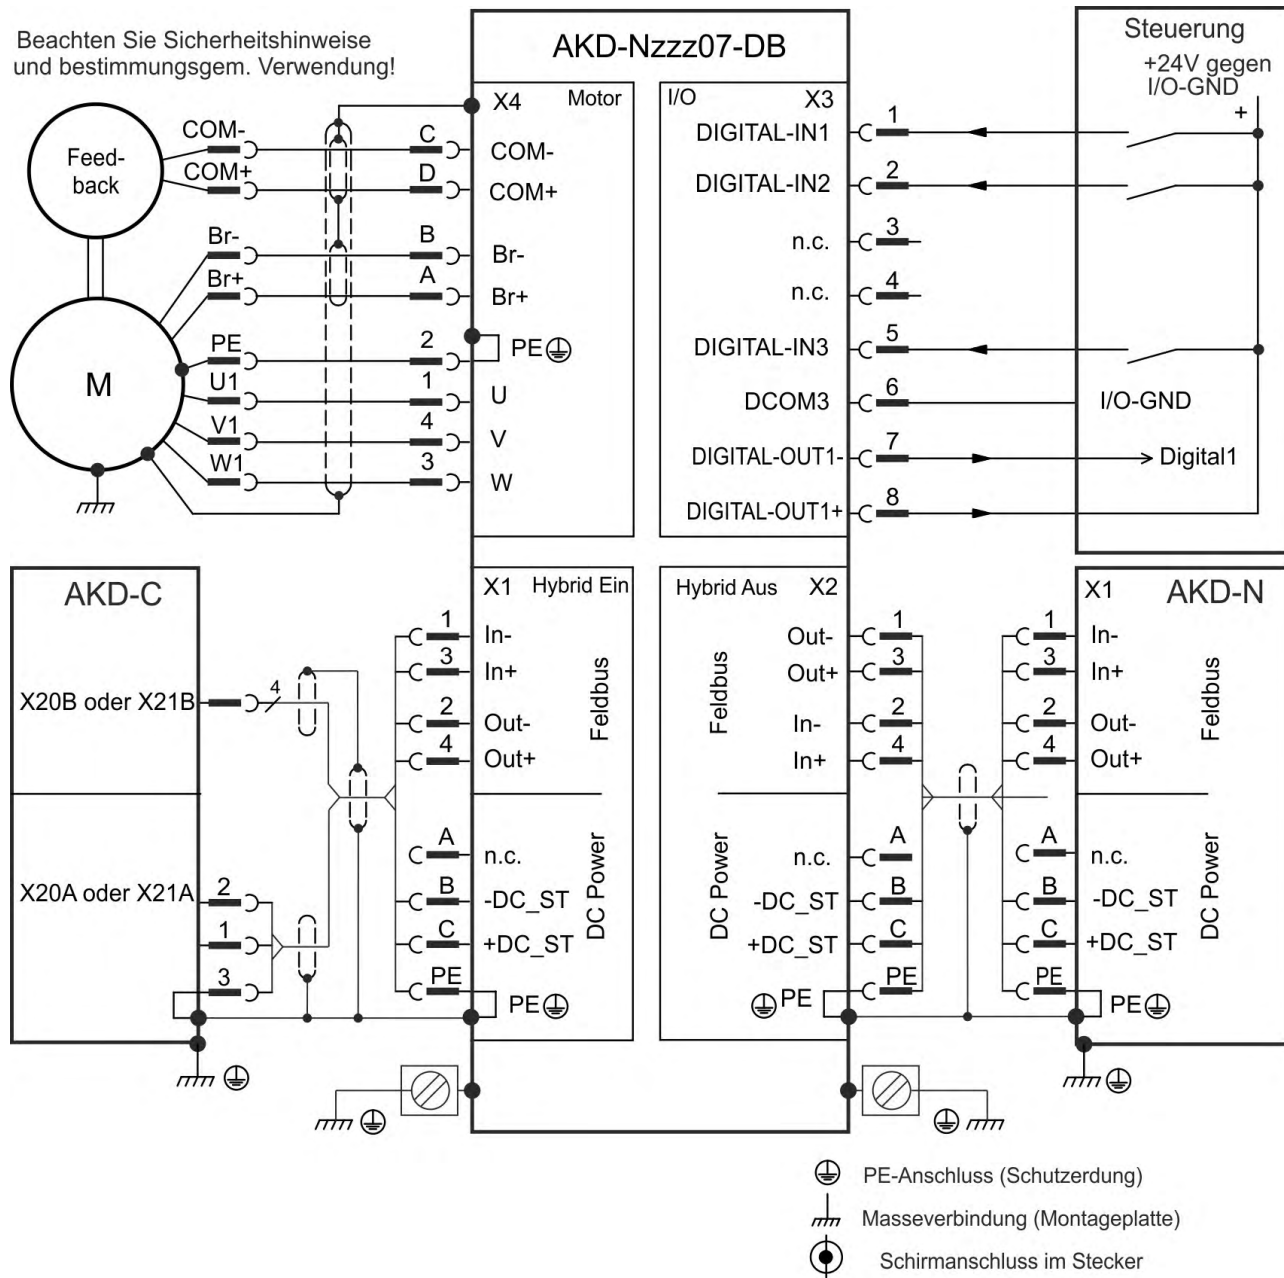 Beachten Sie Sicherheitshinweise
und bestimmungsgem. Verwendung!
AKD-Nzzz07-DB
Steuerung
+24V gegen
I/O-GND
+
X4 Motor
Feed-
back
COM- C COM-
COM+ D COM+
Br- B Br-
Br+ A Br+
PE 2 PE
M
U1 1 U
V1 4 V
W1 3 W
I/O X3
DIGITAL-IN1 1
DIGITAL-IN2 2
n.c. 3
n.c. 4
DIGITAL-IN3 5
DCOM3 6 I/O-GND
DIGITAL-OUT1- 7 Digital1
DIGITAL-OUT1+ 8
AKD-C
X20B oder X21B 4
X20A oder X21A 2
1
3
X1 Hybrid Ein
1 In-
3 In+
2 Out-
4 Out+
Feldbus
A n.c.
B -DC_ST
C +DC_ST
PE PE
DC Power
Hybrid Aus X2
Out- 1
Out+ 3
In- 2
In+ 4
Feldbus
n.c. A
-DC_ST B
+DC_ST C
PE PE
DC Power
X1 AKD-N
1 In-
3 In+
2 Out-
4 Out+
Feldbus
A n.c.
B -DC_ST
C +DC_ST
PE PE
DC Power
PE-Anschluss (Schutzerdung)
Masseverbindung (Montageplatte)
Schirmanschluss im Stecker